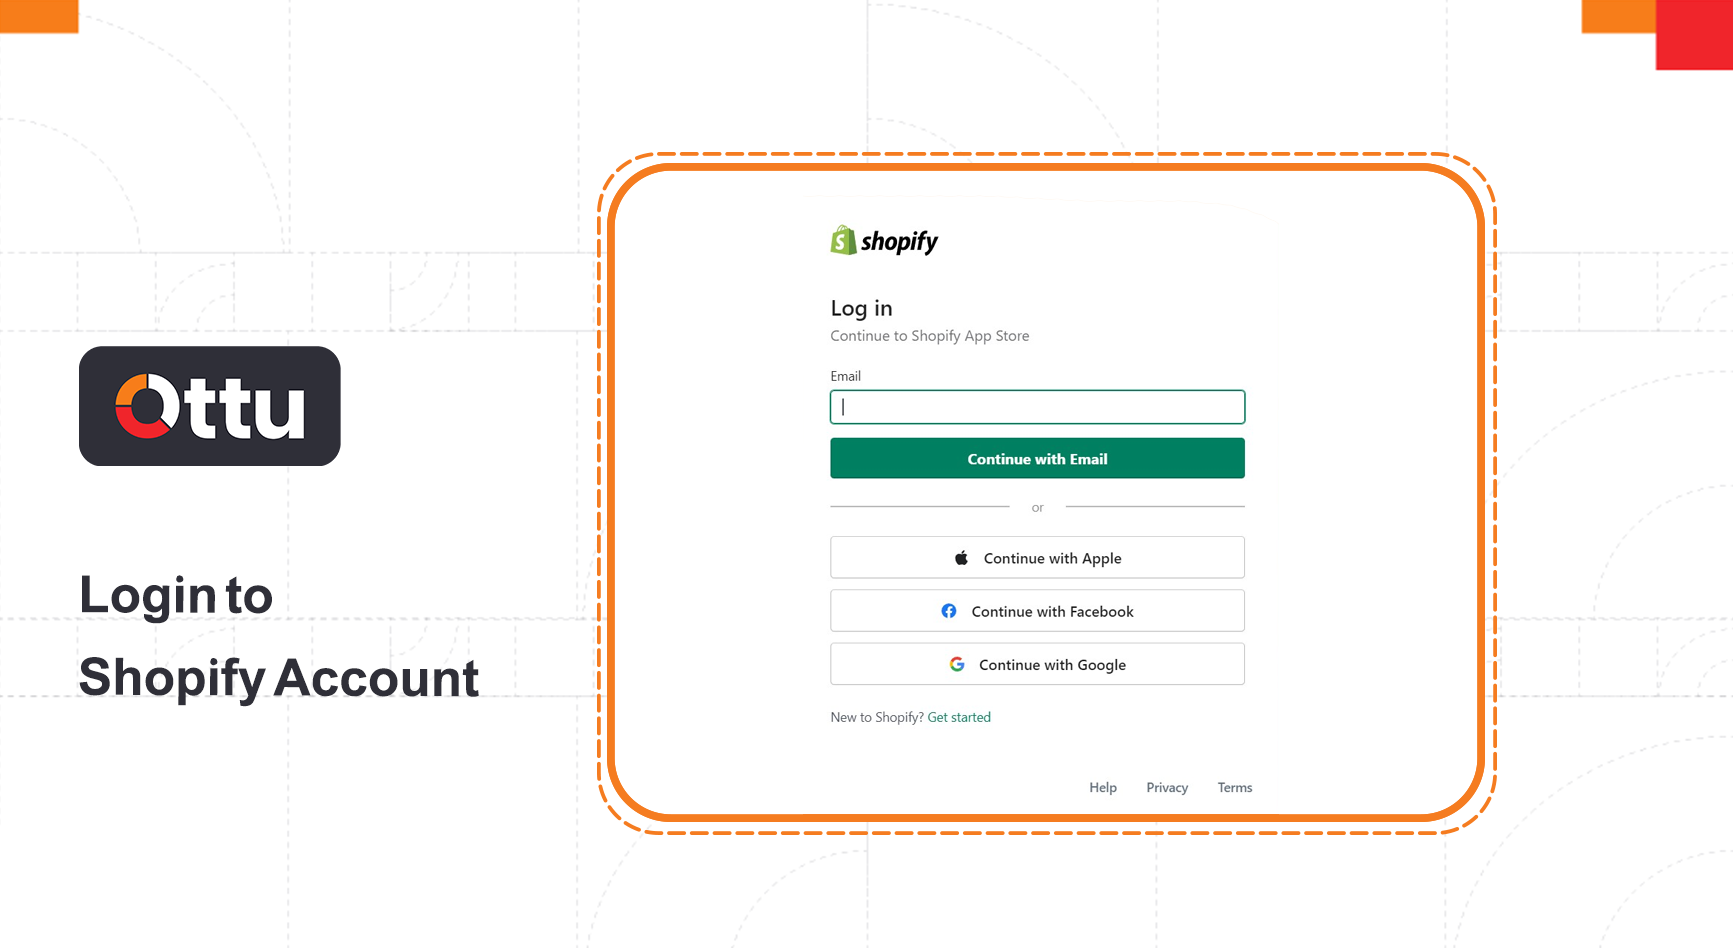 Ottu
Login to
Shopify Account
shopify
Log in
Continue to Shopify App Store
Email
Continue with Email
or
Continue with Apple
Continue with Facebook
Continue with Google
New to Shopify? Get started
Help Privacy Terms